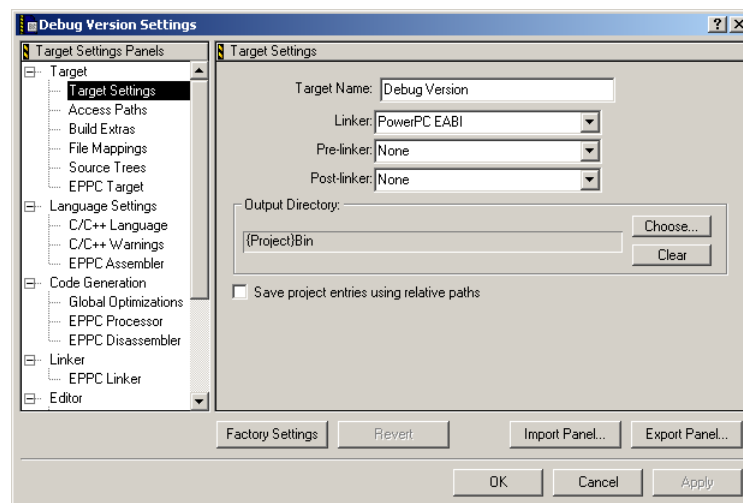 Debug Version Settings
Target Settings Panels
Target
Target Settings
Access Paths
Build Extras
File Mappings
Source Trees
EPPC Target
Language Settings
C/C++ Language
C/C++ Warnings
EPPC Assembler
Code Generation
Global Optimizations
EPPC Processor
EPPC Disassembler
Linker
EPPC Linker
Editor
Target Settings
Target Name: Debug Version
Linker: PowerPC EABI
Pre-linker: None
Post-linker: None
Output Directory:
{Project}Bin
Choose...
Clear
Save project entries using relative paths
Factory Settings Revert Import Panel... Export Panel...
OK Cancel Apply